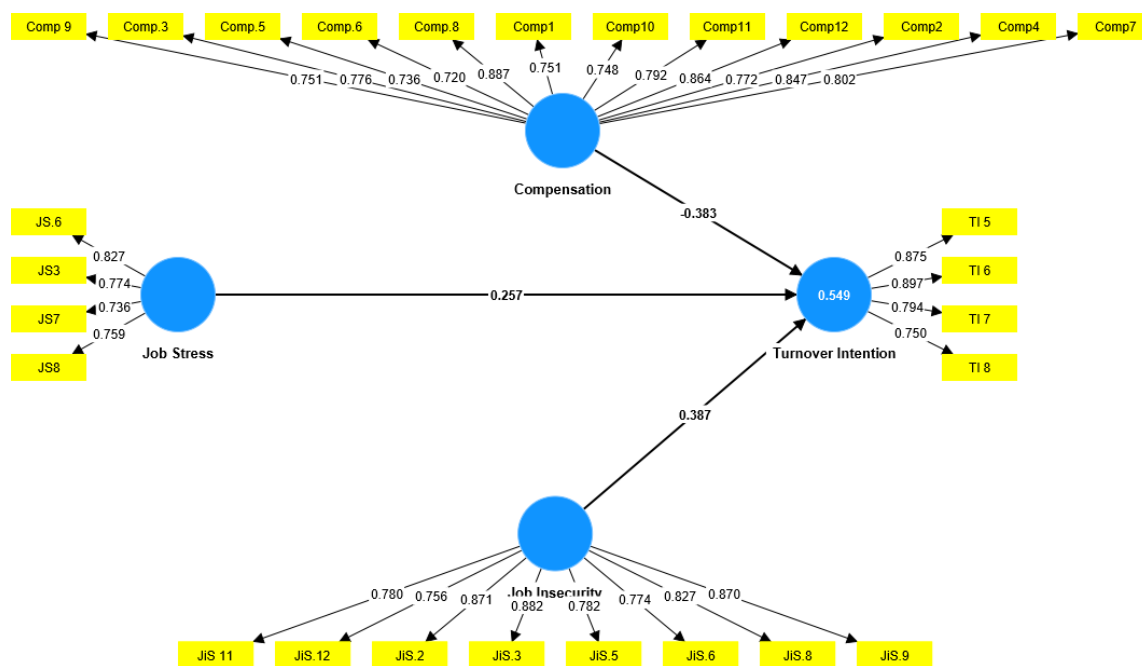 Comp 9 Comp.3 Comp.5 Comp.6 Comp.8 Comp1 Comp10 Comp11 Comp12 Comp2 Comp4 Comp7
0.751 0.776 0.736 0.720 0.887 0.751 0.748 0.792 0.864 0.772 0.847 0.802
Compensation
-0.383
JS.6
0.827
JS3
0.774
JS7
0.736
JS8
0.759
Job Stress
0.257
0.549
Turnover Intention
TI 5
0.875
TI 6
0.897
TI 7
0.794
TI 8
0.750
0.387
Job Insecurity
0.780 0.756 0.871 0.882 0.782 0.774 0.827 0.870
JiS 11 JiS.12 JiS.2 JiS.3 JiS.5 JiS.6 JiS.8 JiS.9